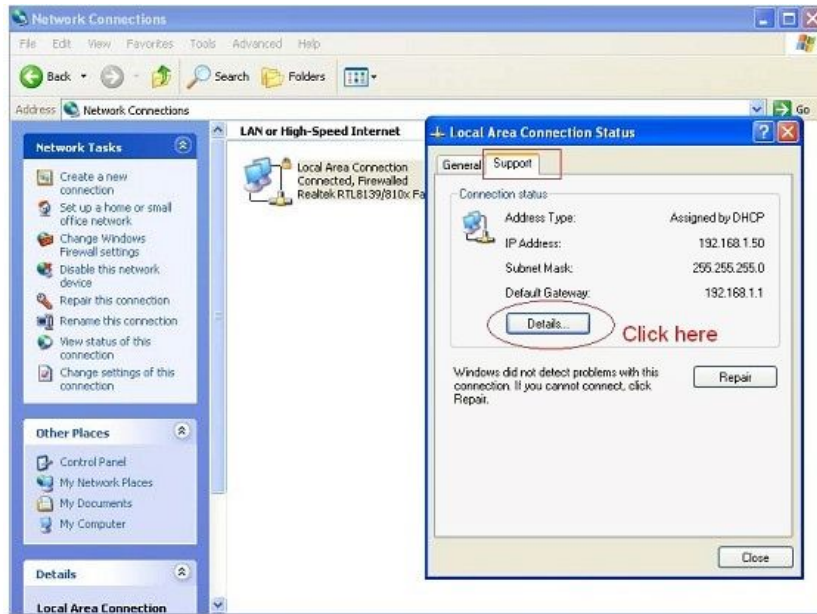 Network Connections
File Edit View Favorites Tools Advanced Help
Back Search Folders
Address Network Connections Go
Network Tasks
Create a new
connection
Set up a home or small
office network
Change Windows
Firewall settings
Disable this network
device
Repair this connection
Rename this connection
View status of this
connection
Change settings of this
connection
Other Places
Control Panel
My Network Places
My Documents
My Computer
Details
Local Area Connection
LAN or High-Speed Internet
Local Area Connection
Connected, Firewalled
Realtek RTL8139/810x Fa
Local Area Connection Status
General Support
Connection status
Address Type: Assigned by DHCP
IP Address: 192.168.1.50
Subnet Mask: 255.255.255.0
Default Gateway: 192.168.1.1
Details... Click here
Windows did not detect problems with this
connection. If you cannot connect, click
Repair.
Repair
Close